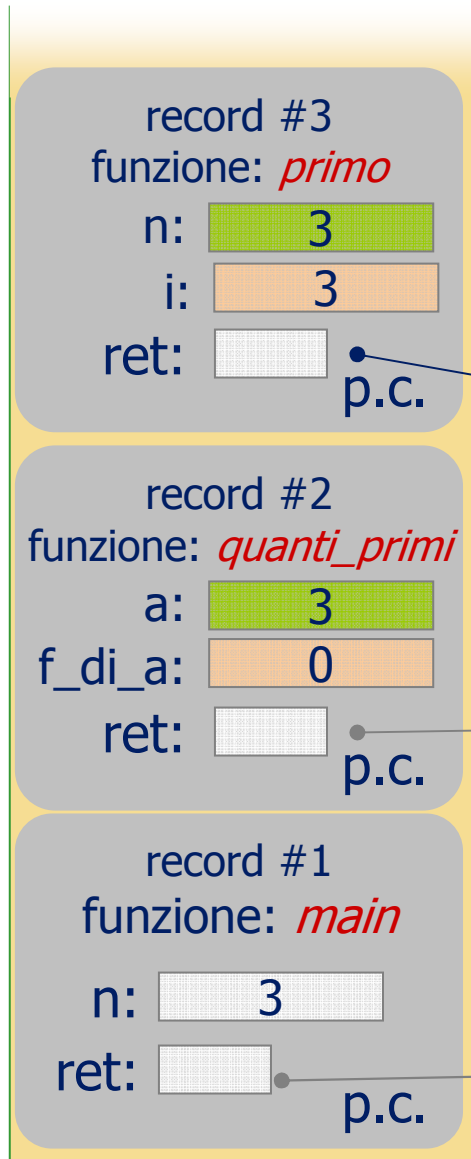 record #3
funzione: primo
n: 3
i: 3
ret:
p.c.
record #2
funzione: quanti_primi
a: 3
f_di_a: 0
ret:
p.c.
record #1
funzione: main
n: 3
ret:
p.c.